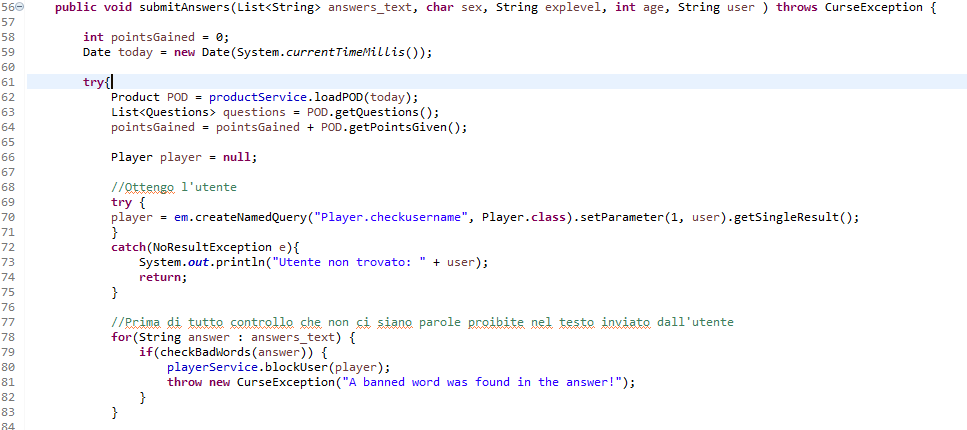 56 public void submitAnswers(List<String> answers_text, char sex, String explevel, int age, String user ) throws CurseException {
57
58 int pointsGained = 0;
59 Date today = new Date(System.currentTimeMillis());
60
61 try{
62 Product POD = productService.loadPOD(today);
63 List<Questions> questions = POD.getQuestions();
64 pointsGained = pointsGained + POD.getPointsGiven();
65
66 Player player = null;
67
68 //Ottengo l'utente
69 try {
70 player = em.createNamedQuery("Player.checkusername", Player.class).setParameter(1, user).getSingleResult();
71 }
72 catch(NoResultException e){
73 System.out.println("Utente non trovato: " + user);
74 return;
75 }
76
77 //Prima di tutto controllo che non ci siano parole proibite nel testo inviato dall'utente
78 for(String answer : answers_text) {
79 if(checkBadWords(answer)) {
80 playerService.blockUser(player);
81 throw new CurseException("A banned word was found in the answer!");
82 }
83 }
84